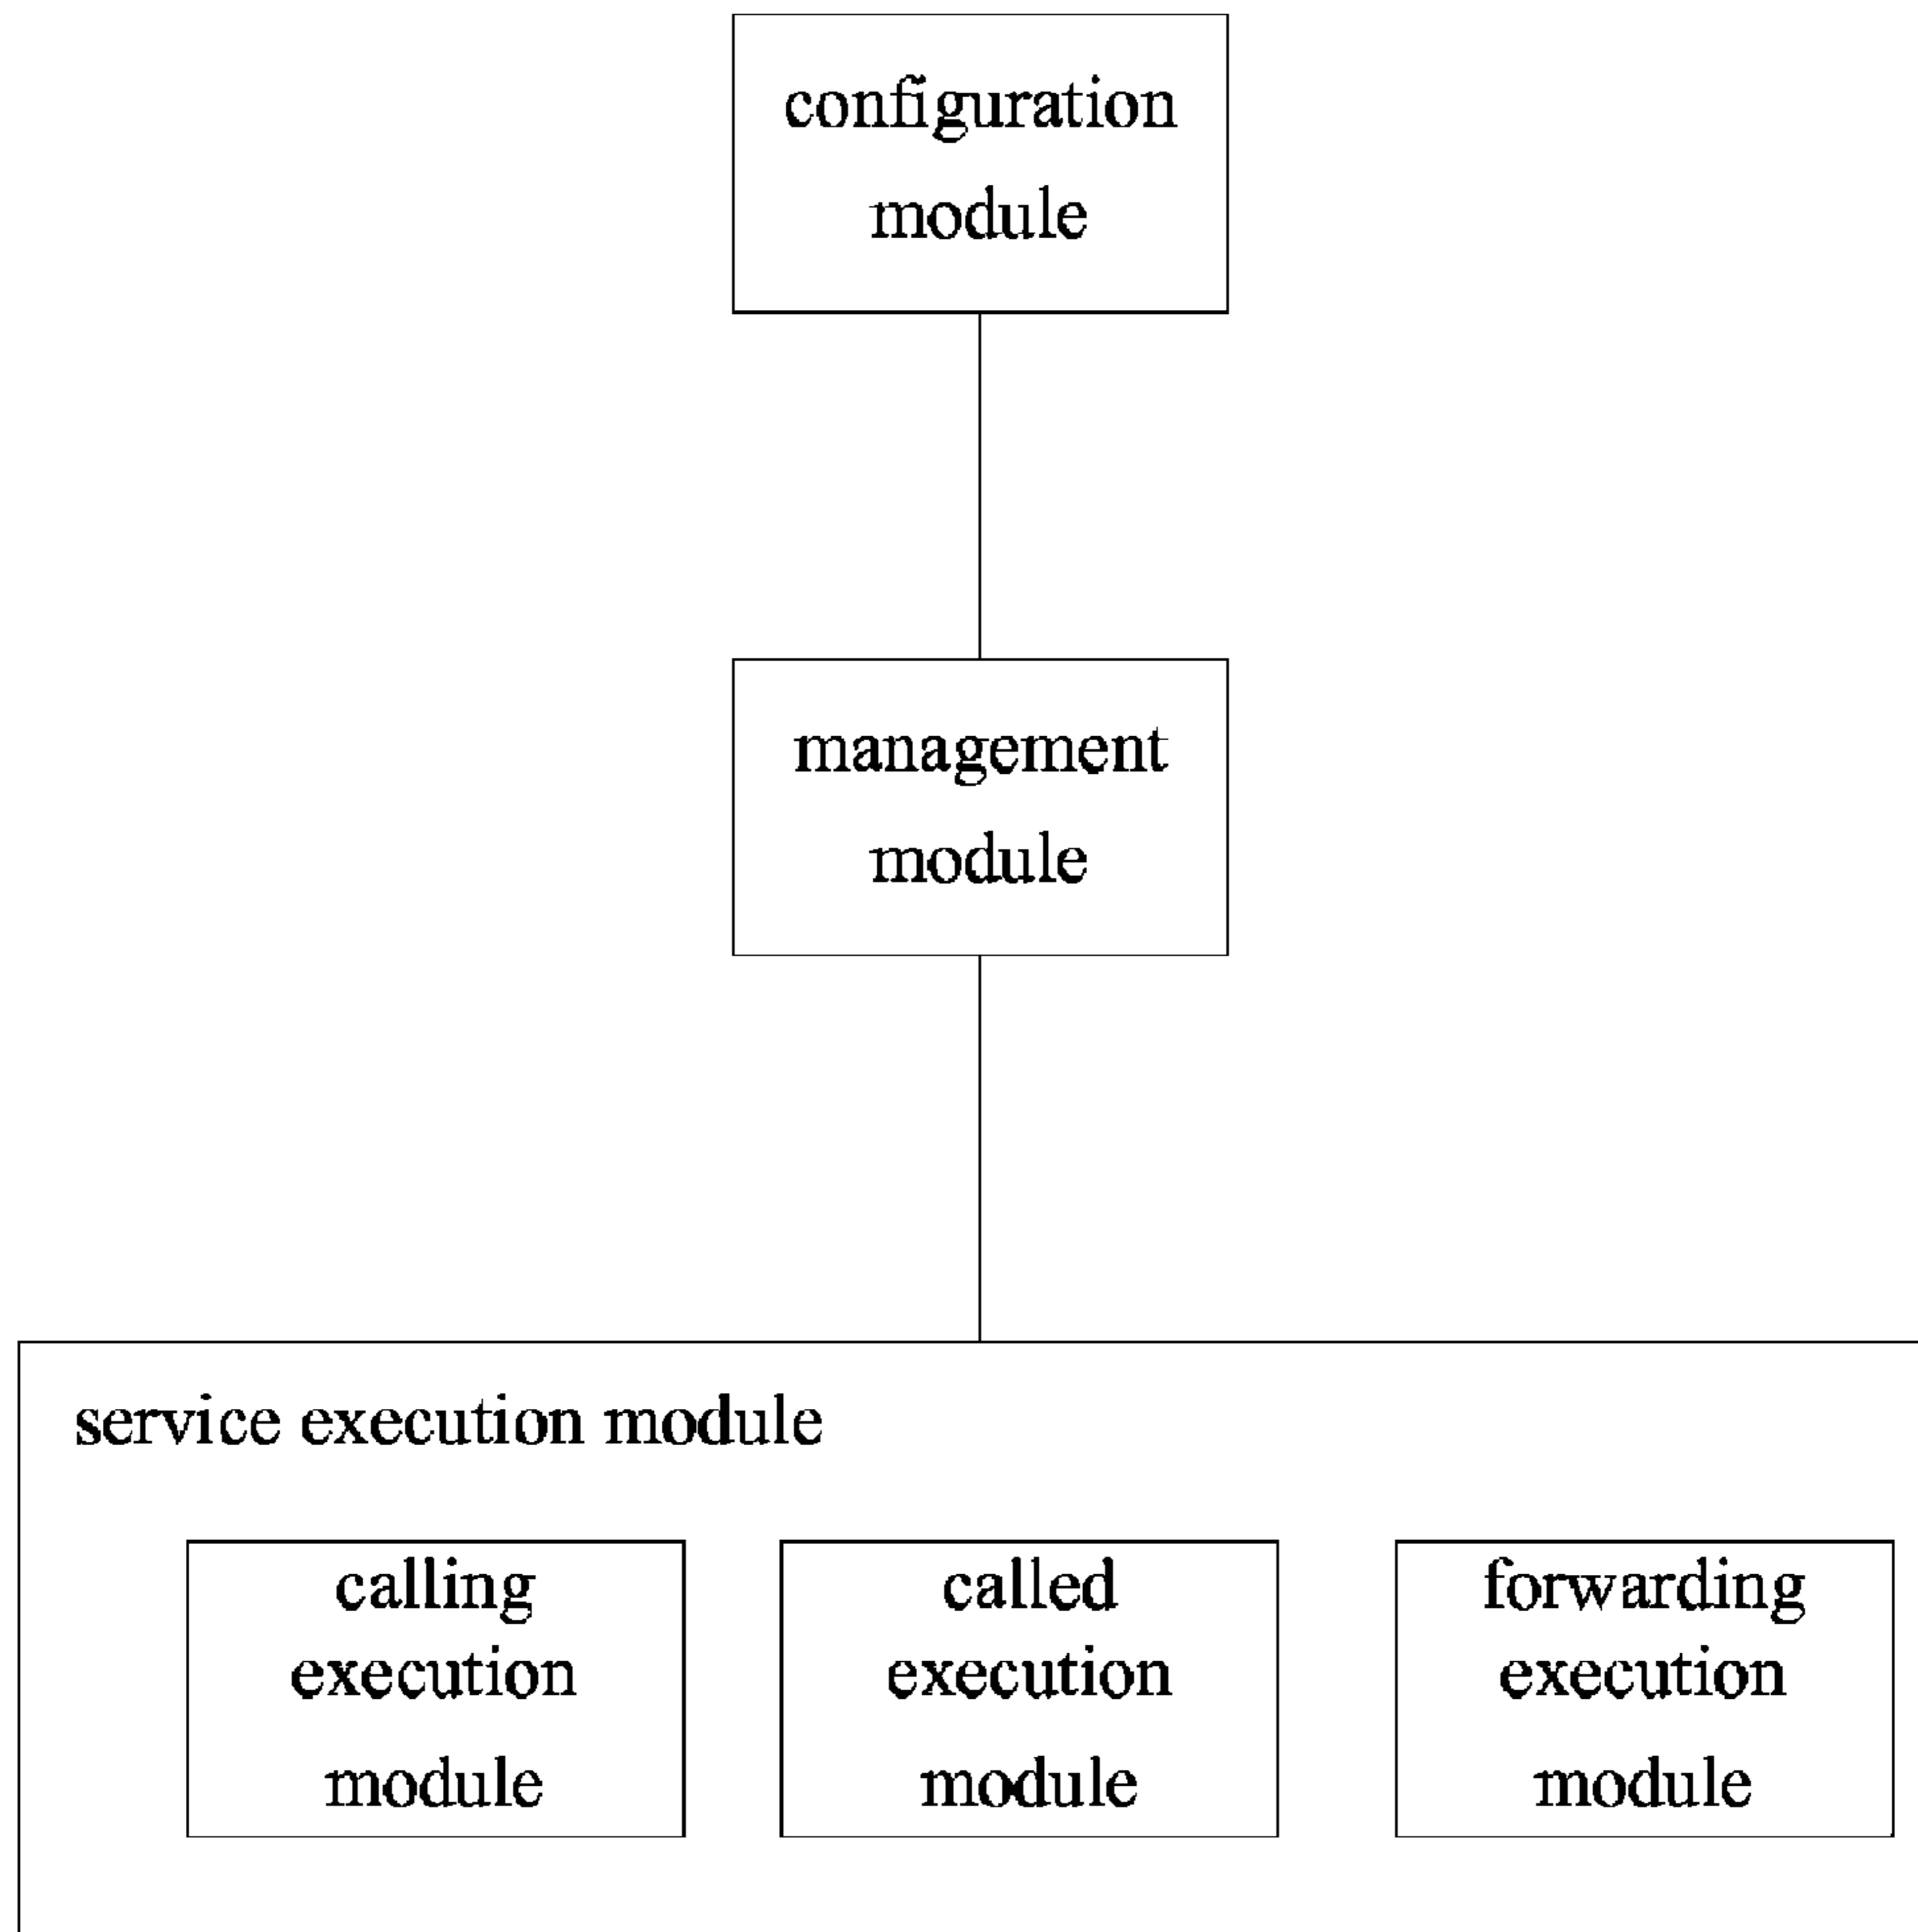 configuration
module
management
module
service execution module
calling
execution
module
called
execution
module
forwarding
execution
module